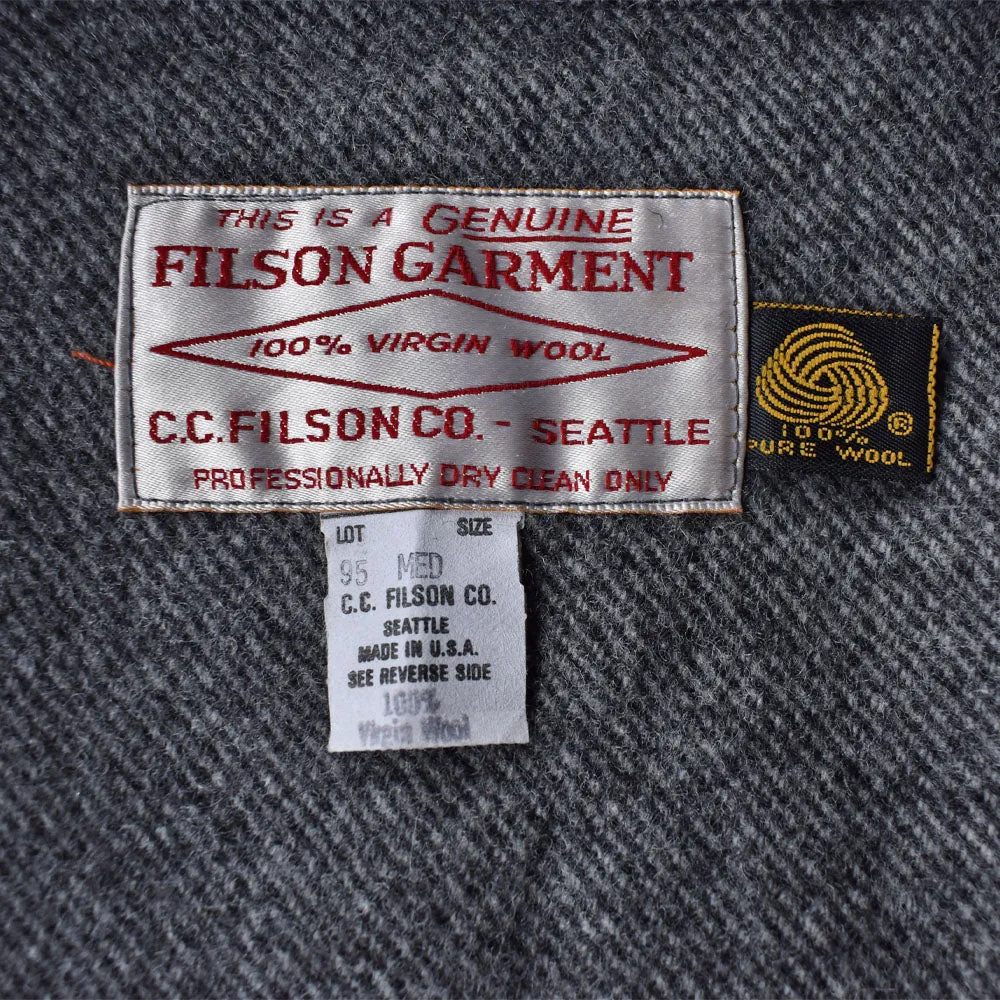 THIS IS A GENUINE
FILSON GARMENT
100% VIRGIN WOOL
C.C. FILSON CO. - SEATTLE
PROFESSIONALLY DRY CLEAN ONLY
100% ®
PURE WOOL
LOT SIZE
95 MED
C.C. FILSON CO.
SEATTLE
MADE IN U.S.A.
SEE REVERSE SIDE
100%
Virgin Wool